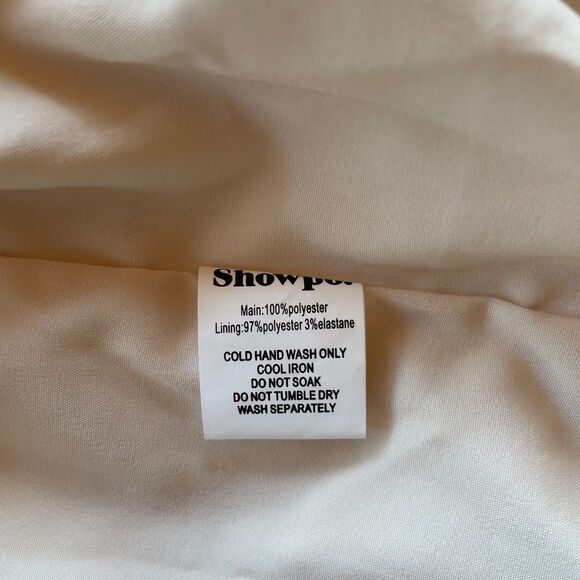 Showpo.
Main:100%polyester
Lining:97%polyester 3%elastane
COLD HAND WASH ONLY
COOL IRON
DO NOT SOAK
DO NOT TUMBLE DRY
WASH SEPARATELY